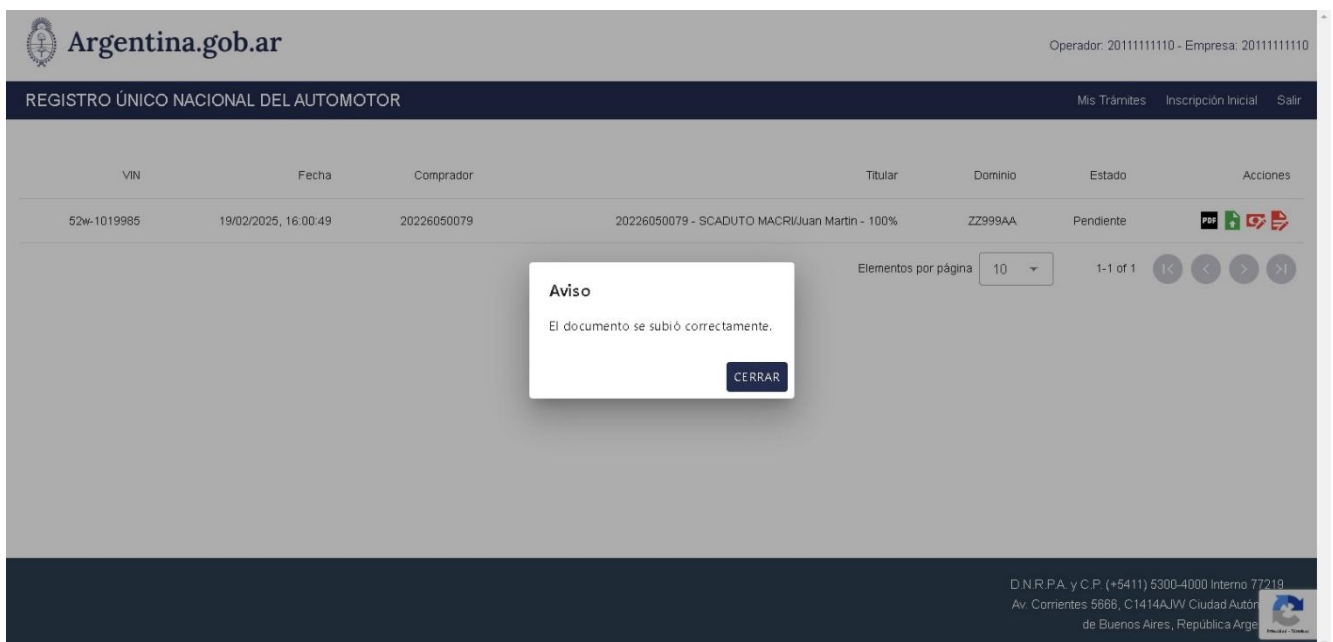 Argentina.gob.ar
Operador: 20111111110 - Empresa: 20111111110
REGISTRO ÚNICO NACIONAL DEL AUTOMOTOR
Mis Trámites Inscripción Inicial Salir
VIN Fecha Comprador Titular Dominio Estado Acciones
52w-1019985 19/02/2025, 16:00:49 20226050079 20226050079 - SCADUTO MACRI/Juan Martin - 100% ZZ999AA Pendiente PDF
Elementos por página 10 1-1 of 1
Aviso
El documento se subió correctamente.
CERRAR
D.N.R.P.A. y C.P. (+5411) 5300-4000 Interno 77219
Av. Corrientes 5666, C1414AJW Ciudad Autón
de Buenos Aires, República Arge